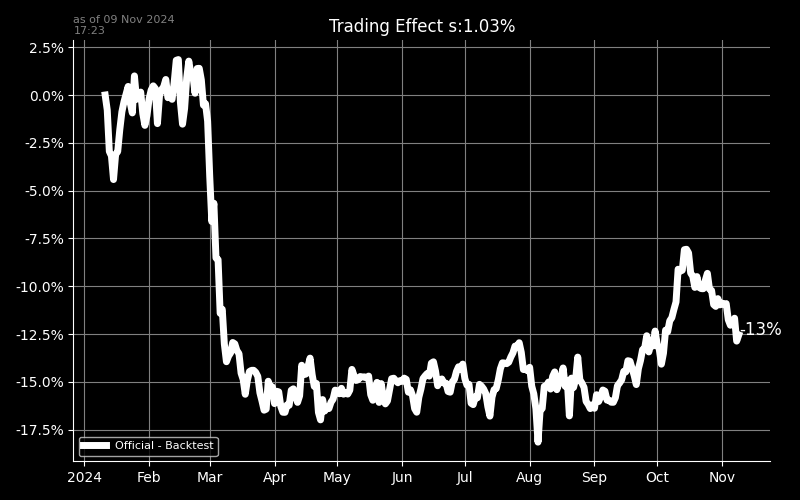 as of 09 Nov 2024
17:23
Trading Effect s:1.03%
2.5%
0.0%
-2.5%
-5.0%
-7.5%
-10.0%
-12.5%
-15.0%
-17.5%
-13%
Official - Backtest
2024 Feb Mar Apr May Jun Jul Aug Sep Oct Nov